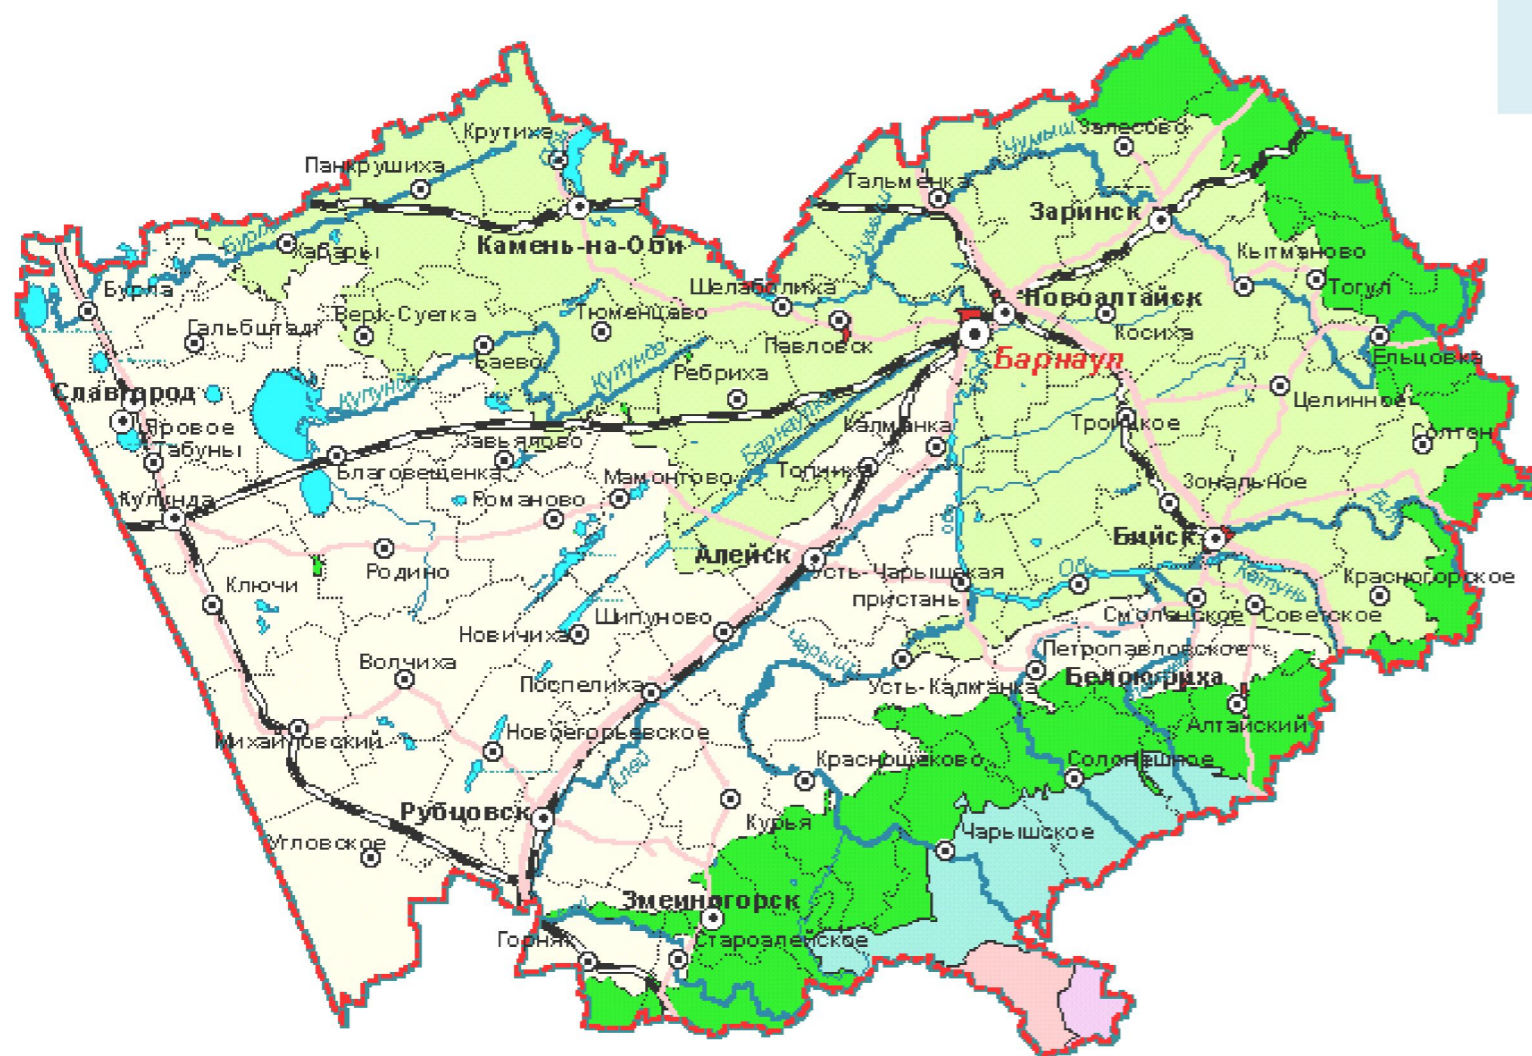 Крутиха
Залесово
Чумыш
Панкрушиха
Тальменка
Заринск
Чумыш
Бурла
Хабары
Камень-на-Оби
Кытманово
Бурла
Шелаболиха
Новоалтайск
Тогул
Гальбштадт
Верх-Суетка
Тюменцево
Косиха
Павловск
Баево
Барнаул
Ельцовка
Кулунда
Кулунда
Ребриха
Славгород
Целинное
Барнаулка
Калманка
Троицкое
Яровое
Завьялово
Солтон
Табуны
Благовещенка
Мамонтово
Топчиха
Кулунда
Романово
Зональное
Обь
Бийск
Алейск
Родино
Усть-Чарышская
пристань
Обь
Катунь
Красногорское
Ключи
Шипуново
Смоленское
Советское
Новичиха
Чарыш
Петропавловское
Волчиха
Поспелиха
Усть-Калманка
Белокуриха
Алтайский
Михайловский
Новоегорьевское
Краснощеково
Солонешное
Алей
Рубцовск
Курья
Чарышское
Угловское
Змеиногорск
Горняк
Староалейское